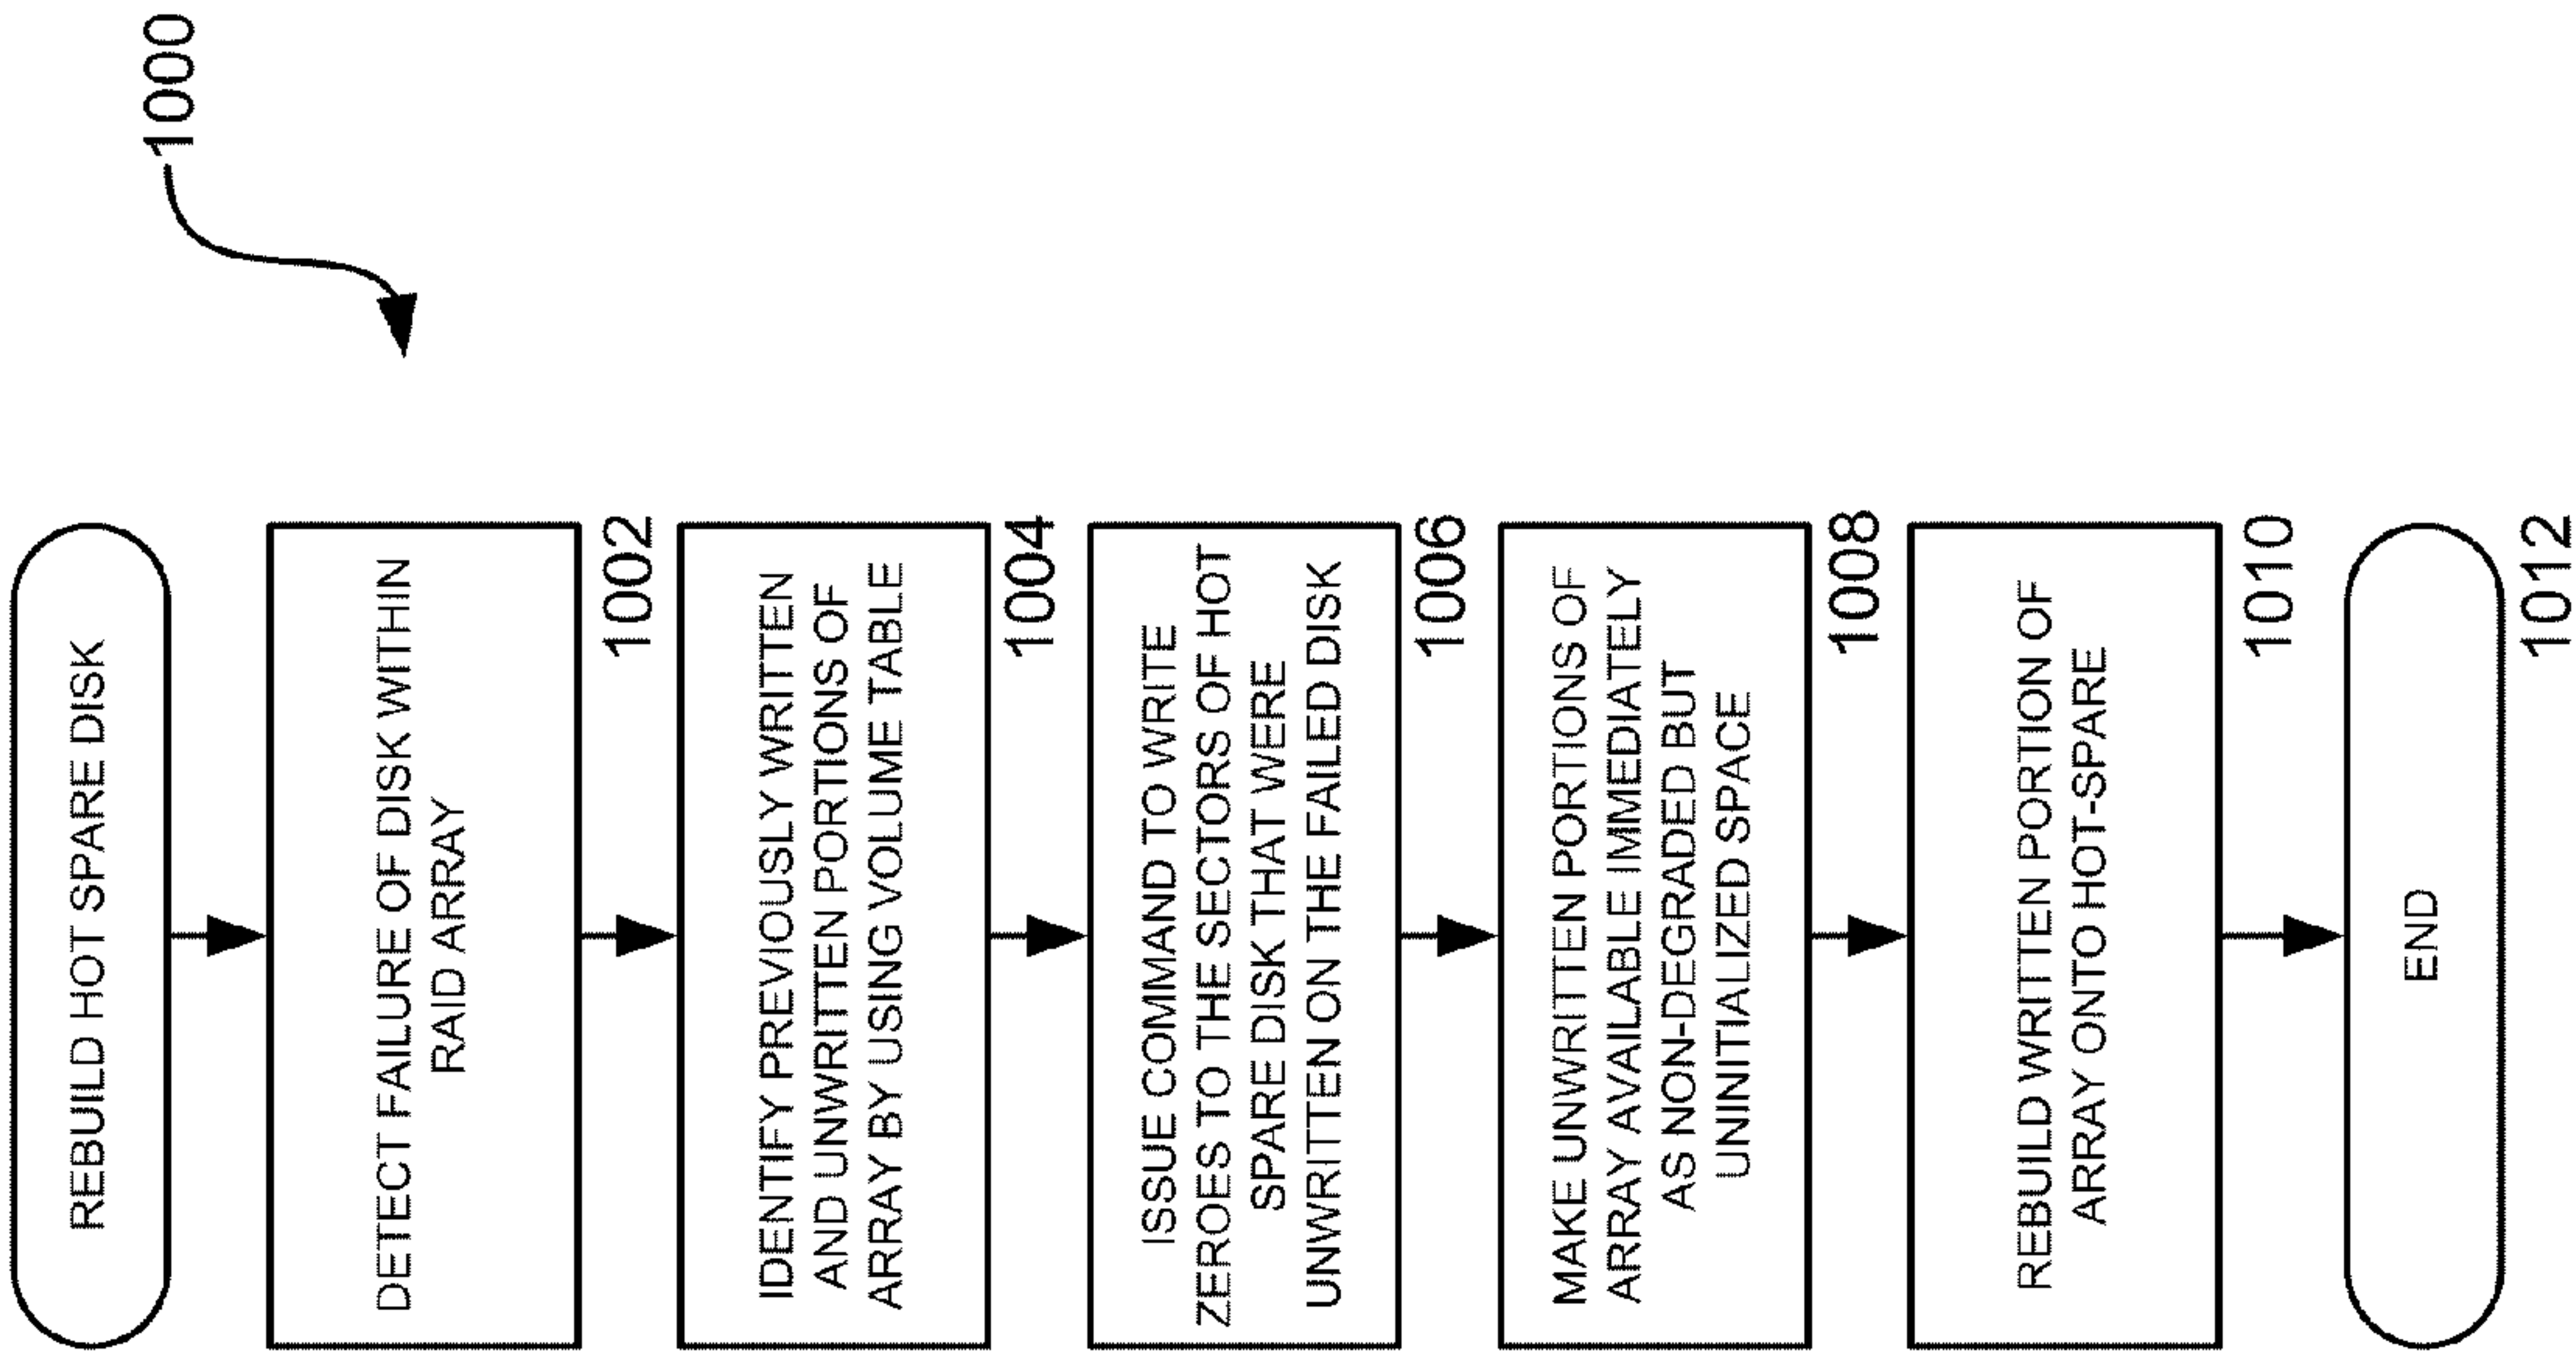 1000
REBUILD HOT SPARE DISK
DETECT FAILURE OF DISK WITHIN
RAID ARRAY
1002
IDENTIFY PREVIOUSLY WRITTEN
AND UNWRITTEN PORTIONS OF
ARRAY BY USING VOLUME TABLE
1004
ISSUE COMMAND TO WRITE
ZEROES TO THE SECTORS OF HOT
SPARE DISK THAT WERE
UNWRITTEN ON THE FAILED DISK
1006
MAKE UNWRITTEN PORTIONS OF
ARRAY AVAILABLE IMMEDIATELY
AS NON-DEGRADED BUT
UNINITIALIZED SPACE
1008
REBUILD WRITTEN PORTION OF
ARRAY ONTO HOT-SPARE
1010
END
1012